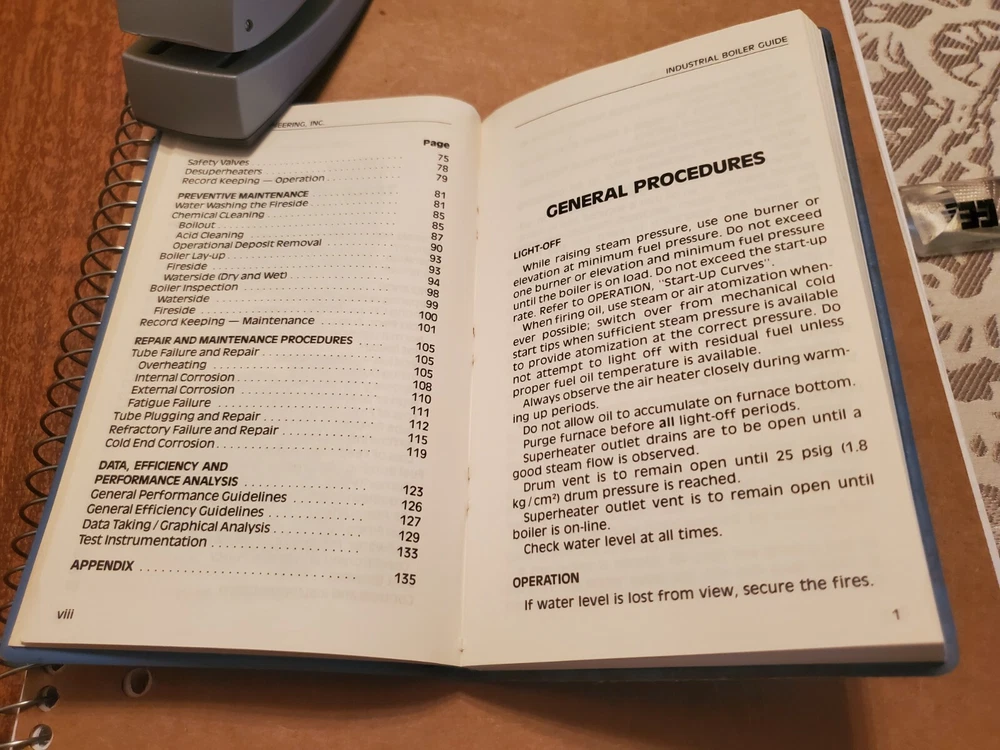 NEERING, INC.
Page
Safety Valves 75
Desuperheaters 78
Record Keeping — Operation 79
PREVENTIVE MAINTENANCE 81
Water Washing the Fireside 81
Chemical CLeaning 85
Boilout 85
Acid Cleaning 87
Operational Deposit Removal 90
Boiler Lay-up 93
Fireside 93
Waterside (Dry and Wet) 94
Boiler Inspection 98
Waterside 99
Fireside 100
Record Keeping — Maintenance 101
REPAIR AND MAINTENANCE PROCEDURES 105
Tube Failure and Repair 105
Overheating 105
Internal Corrosion 108
External Corrosion 110
Fatigue Failure 111
Tube Plugging and Repair 112
Refractory Failure and Repair 115
Cold End Corrosion 119
DATA, EFFICIENCY AND
PERFORMANCE ANALYSIS 123
General Performance Guidelines 126
General Efficiency Guidelines 127
Data Taking / Graphical Analysis 129
Test Instrumentation 133
APPENDIX 135
viii
INDUSTRIAL BOILER GUIDE
GENERAL PROCEDURES
LIGHT-OFF
While raising steam pressure, use one burner or
elevation at minimum fuel pressure. Do not exceed
one burner or elevation and minimum fuel pressure
until the boiler is on load. Do not exceed the start-up
rate. Refer to OPERATION, "Start-Up Curves".
When firing oil, use steam or air atomization when-
ever possible; switch over from mechanical cold
start tips when sufficient steam pressure is available
to provide atomization at the correct pressure. Do
not attempt to light off with residual fuel unless
proper fuel oil temperature is available.
Always observe the air heater closely during warm-
ing up periods.
Do not allow oil to accumulate on furnace bottom.
Purge furnace before all light-off periods.
Superheater outlet drains are to be open until a
good steam flow is observed.
Drum vent is to remain open until 25 psig (1.8
kg/cm²) drum pressure is reached.
Superheater outlet vent is to remain open until
boiler is on-line.
Check water level at all times.
OPERATION
If water level is lost from view, secure the fires.
1